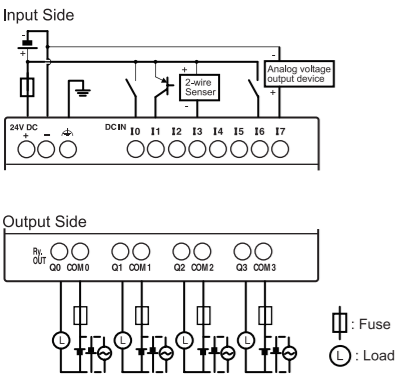 Input Side
-
+
-
Analog voltage
output device
+
+
2-wire
Senser
-
24V DC
+ -
DC IN I0 I1 I2 I3 I4 I5 I6 I7
Output Side
Ry.
OUT
Q0 COM0 Q1 COM1 Q2 COM2 Q3 COM3
L L L L
: Fuse
L : Load